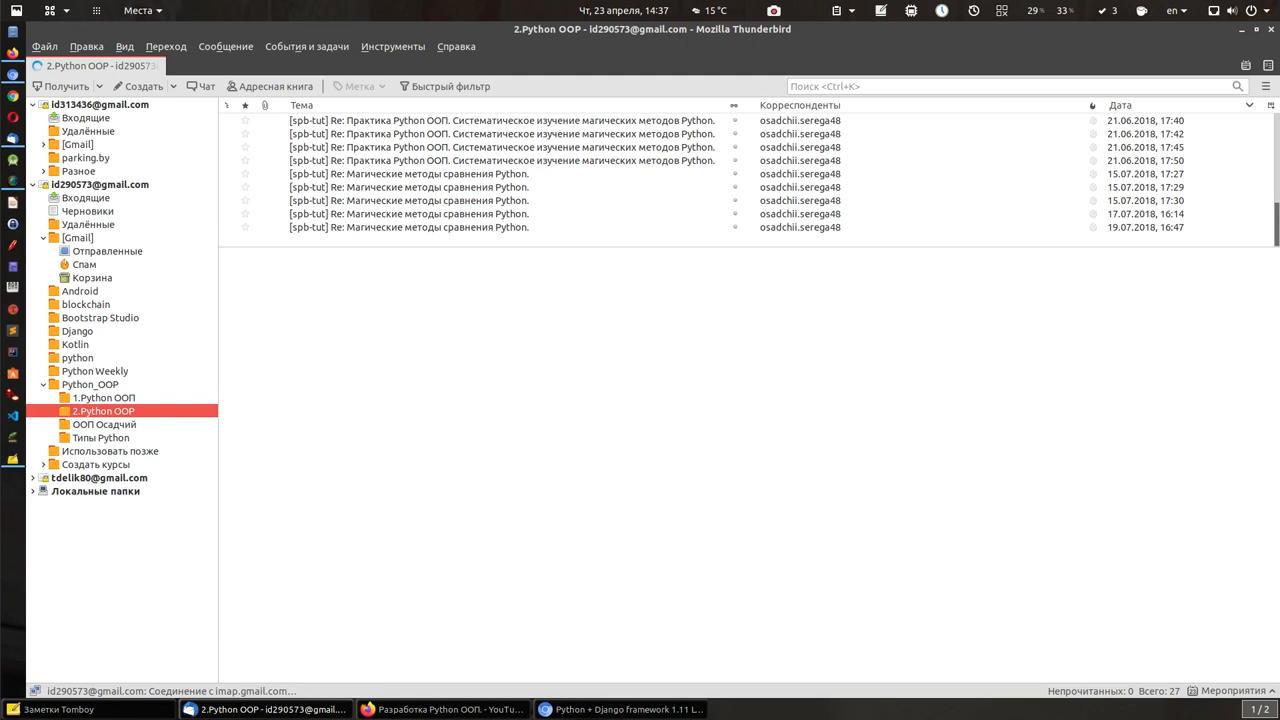 Места
Чт, 23 апреля, 14:37
15°C
en
29%
33%
3
2.Python OOP - id290573@gmail.com - Mozilla Thunderbird
Файл Правка Вид Переход Сообщение События и задачи Инструменты Справка
2.Python OOP - id290573
Получить Создать Чат Адресная книга Метка Быстрый фильтр Поиск <Ctrl+K>
id313436@gmail.com
Входящие
Удалённые
[Gmail]
parking.by
Разное
id290573@gmail.com
Входящие
Черновики
Удалённые
[Gmail]
Отправленные
Спам
Корзина
Android
blockchain
Bootstrap Studio
Django
Kotlin
python
Python Weekly
Python_OOP
1.Python ООП
2.Python OOP
ООП Осадчий
Типы Python
Использовать позже
Создать курсы
tdelik80@gmail.com
Локальные папки
Тема Корреспонденты Дата
[spb-tut] Re: Практика Python ООП. Систематическое изучение магических методов Python. osadchii.serega48 21.06.2018, 17:40
[spb-tut] Re: Практика Python ООП. Систематическое изучение магических методов Python. osadchii.serega48 21.06.2018, 17:42
[spb-tut] Re: Практика Python ООП. Систематическое изучение магических методов Python. osadchii.serega48 21.06.2018, 17:45
[spb-tut] Re: Практика Python ООП. Систематическое изучение магических методов Python. osadchii.serega48 21.06.2018, 17:50
[spb-tut] Re: Магические методы сравнения Python. osadchii.serega48 15.07.2018, 17:27
[spb-tut] Re: Магические методы сравнения Python. osadchii.serega48 15.07.2018, 17:29
[spb-tut] Re: Магические методы сравнения Python. osadchii.serega48 15.07.2018, 17:30
[spb-tut] Re: Магические методы сравнения Python. osadchii.serega48 17.07.2018, 16:14
[spb-tut] Re: Магические методы сравнения Python. osadchii.serega48 19.07.2018, 16:47
id290573@gmail.com: Соединение с imap.gmail.com…
Непрочитанных: 0 Всего: 27
Мероприятия
Заметки Tomboy
2.Python OOP - id290573@gmail....
Разработка Python ООП. - YouTu...
Python + Django framework 1.11 L...
1 / 2